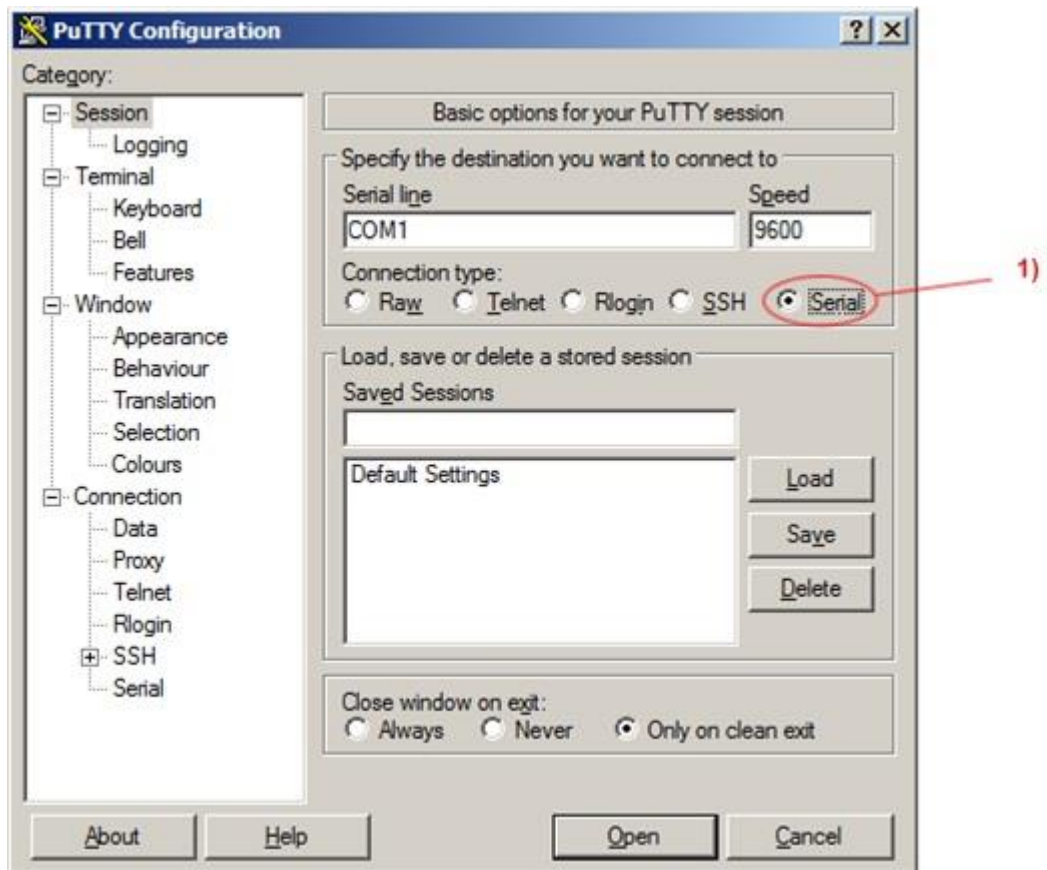 PuTTY Configuration
Category:
Session
Logging
Terminal
Keyboard
Bell
Features
Window
Appearance
Behaviour
Translation
Selection
Colours
Connection
Data
Proxy
Telnet
Rlogin
SSH
Serial
Basic options for your PuTTY session
Specify the destination you want to connect to
Serial line Speed
COM1 9600
Connection type:
Raw Telnet Rlogin SSH Serial
1)
Load, save or delete a stored session
Saved Sessions
Default Settings
Load
Save
Delete
Close window on exit:
Always Never Only on clean exit
About Help Open Cancel